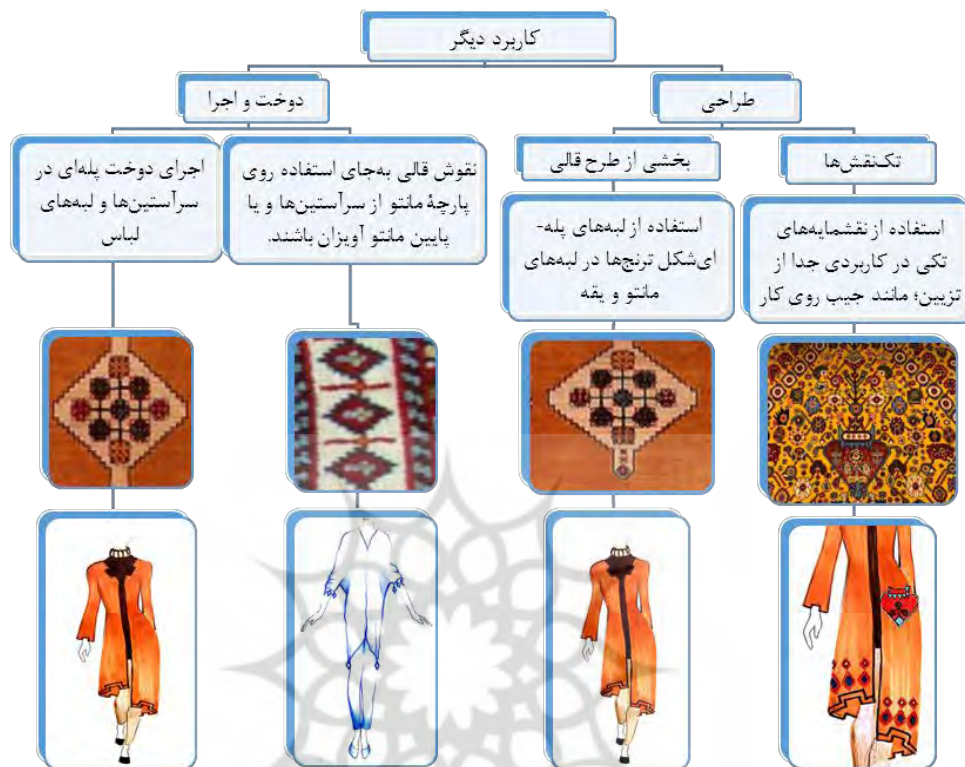 کاربرد دیگر
طراحی
دوخت و اجرا
تک‌نقش‌ها
بخشی از طرح قالی
نقوش قالی به‌جای استفاده روی
پارچهٔ مانتو از سرآستین‌ها و یا
پایین مانتو آویزان باشند.
اجرای دوخت پله‌ای در
سرآستین‌ها و لبه‌های
لباس
استفاده از نقشمایه‌های
تکی در کاربردی جدا از
تزیین؛ مانند جیب روی کار
استفاده از لبه‌های پله-
ای‌شکل ترنج‌ها در لبه‌های
مانتو و یقه